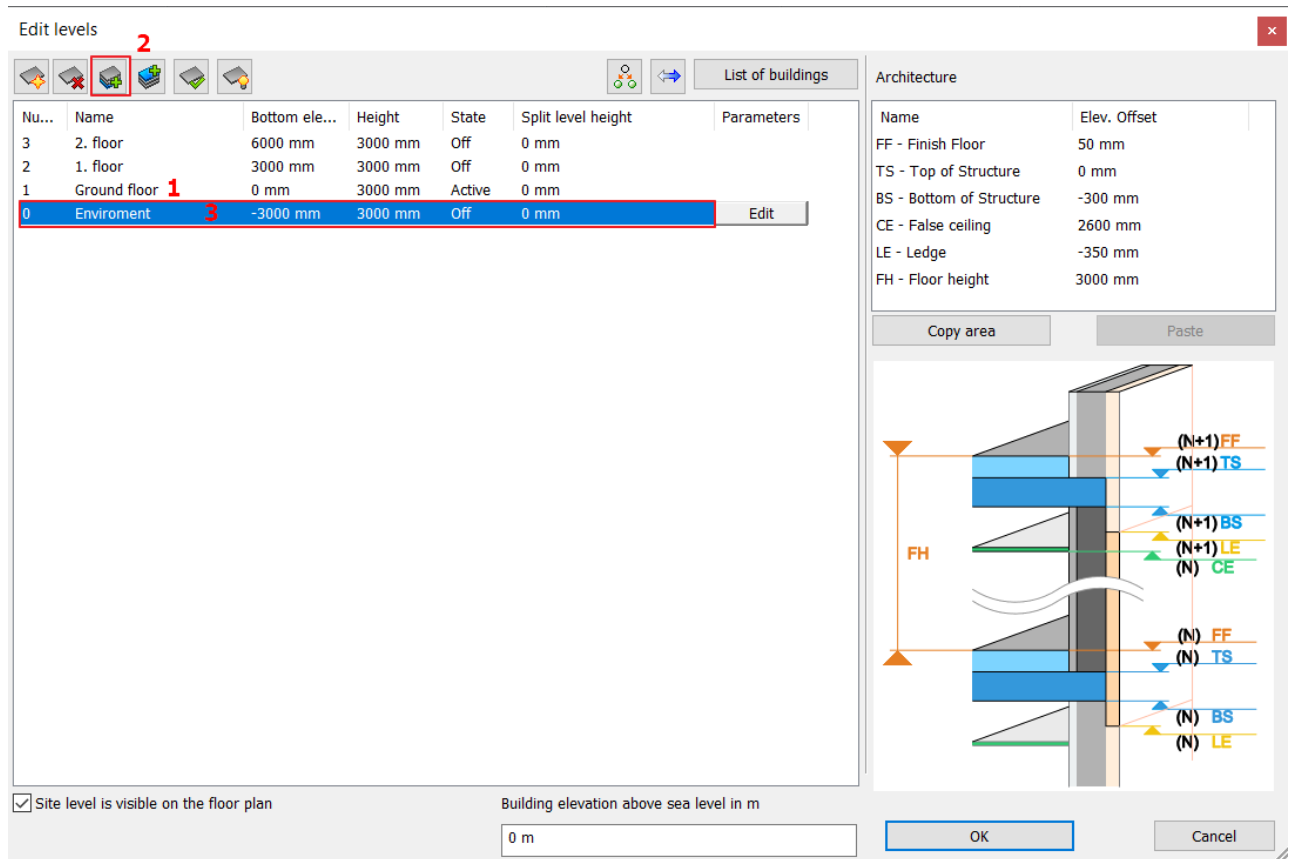 Edit levels
2
List of buildings
Nu... Name Bottom ele... Height State Split level height Parameters
3 2. floor 6000 mm 3000 mm Off 0 mm
2 1. floor 3000 mm 3000 mm Off 0 mm
1 Ground floor 1 0 mm 3000 mm Active 0 mm
0 Enviroment 3 -3000 mm 3000 mm Off 0 mm Edit
Site level is visible on the floor plan
Building elevation above sea level in m
0 m
Architecture
Name Elev. Offset
FF - Finish Floor 50 mm
TS - Top of Structure 0 mm
BS - Bottom of Structure -300 mm
CE - False ceiling 2600 mm
LE - Ledge -350 mm
FH - Floor height 3000 mm
Copy area Paste
(N+1) FF
(N+1) TS
(N+1) BS
(N+1) LE
FH
(N) CE
(N) FF
(N) TS
(N) BS
(N) LE
OK Cancel